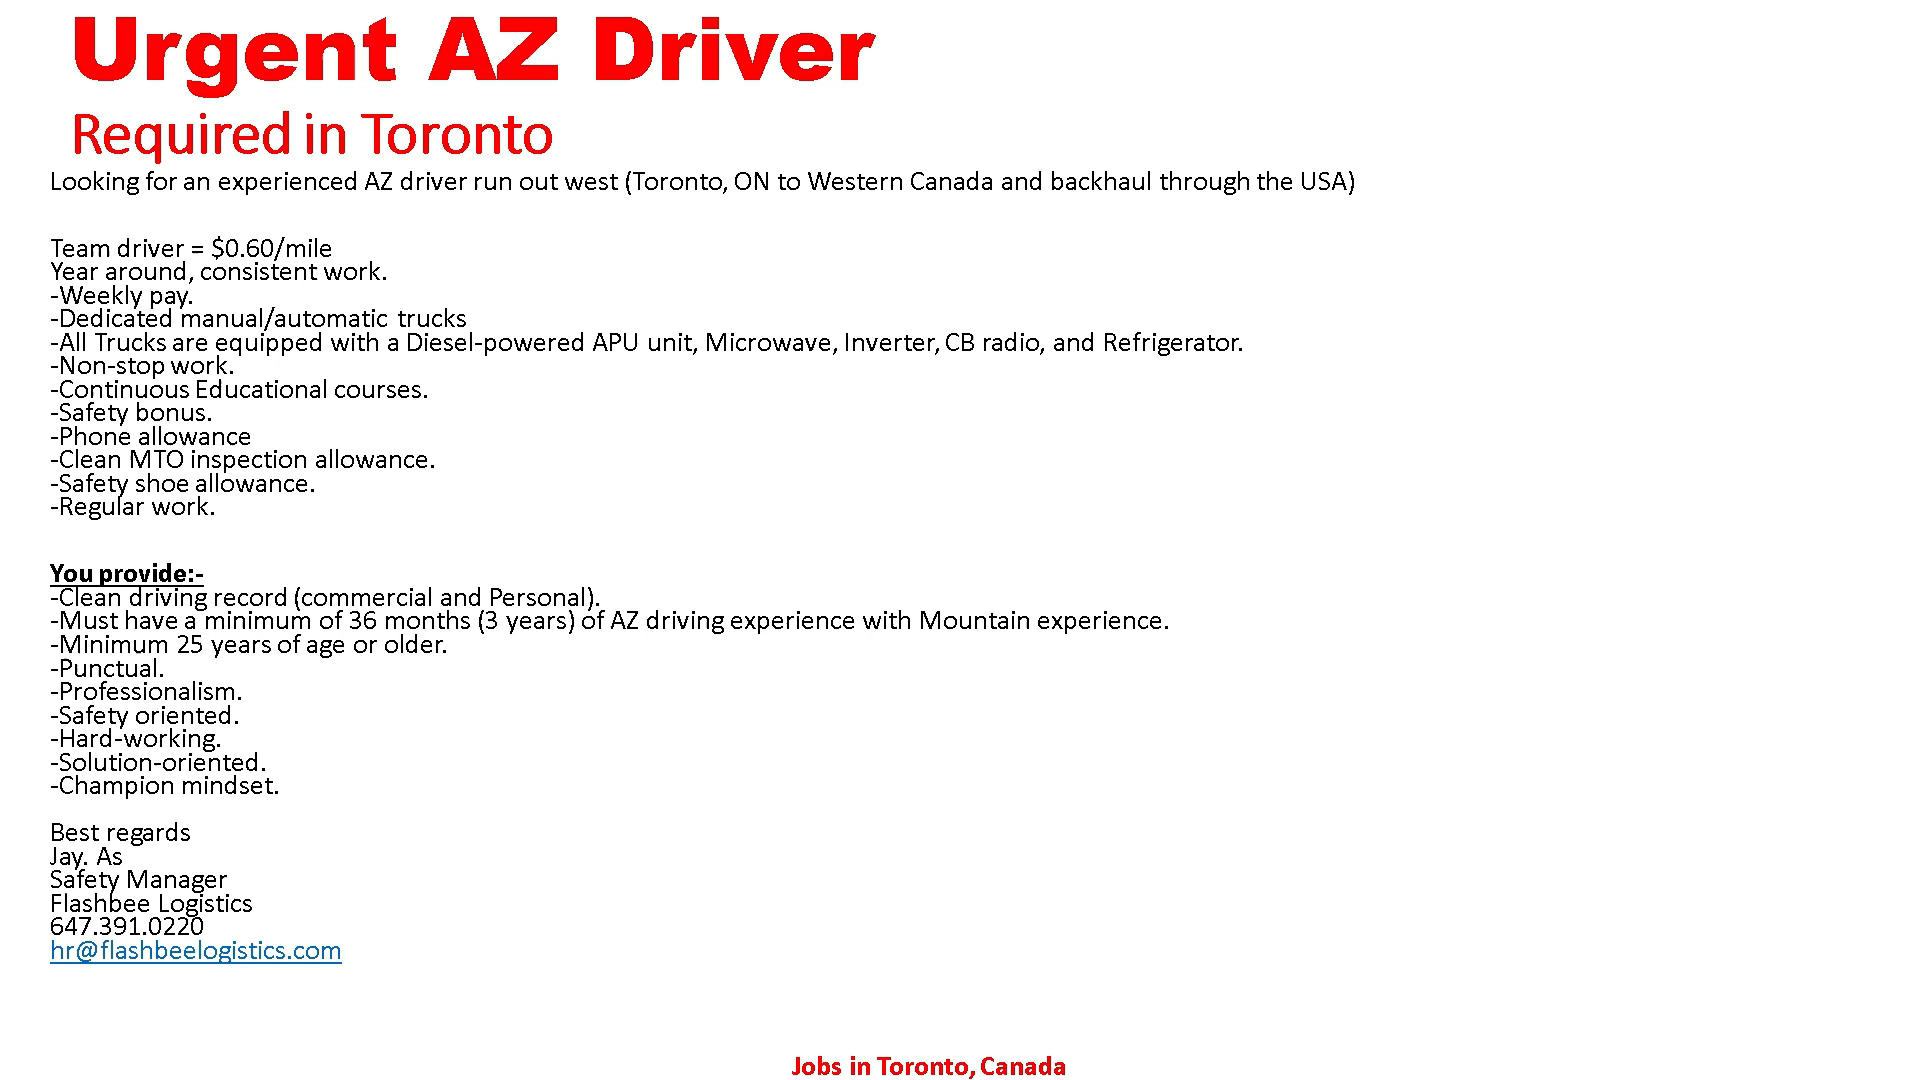 Urgent AZ Driver
Required in Toronto
Looking for an experienced AZ driver run out west (Toronto, ON to Western Canada and backhaul through the USA)
Team driver = $0.60/mile
Year around, consistent work.
-Weekly pay.
-Dedicated manual/automatic trucks
-All Trucks are equipped with a Diesel-powered APU unit, Microwave, Inverter, CB radio, and Refrigerator.
-Non-stop work.
-Continuous Educational courses.
-Safety bonus.
-Phone allowance
-Clean MTO inspection allowance.
-Safety shoe allowance.
-Regular work.
You provide:-
-Clean driving record (commercial and Personal).
-Must have a minimum of 36 months (3 years) of AZ driving experience with Mountain experience.
-Minimum 25 years of age or older.
-Punctual.
-Professionalism.
-Safety oriented.
-Hard-working.
-Solution-oriented.
-Champion mindset.
Best regards
Jay. As
Safety Manager
Flashbee Logistics
647.391.0220
hr@flashbeelogistics.com
Jobs in Toronto, Canada